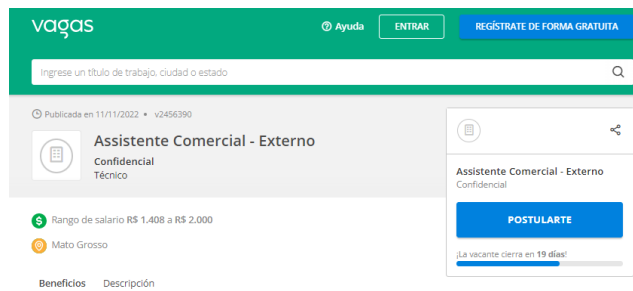 vagas
Ayuda
ENTRAR
REGÍSTRATE DE FORMA GRATUITA
Ingrese un título de trabajo, ciudad o estado
Publicada en 11/11/2022 • v2456390
Assistente Comercial - Externo
Confidencial
Técnico
$ Rango de salario R$ 1.408 a R$ 2.000
Mato Grosso
Beneficios Descripción
Assistente Comercial - Externo
Confidencial
POSTULARTE
¡La vacante cierra en 19 días!